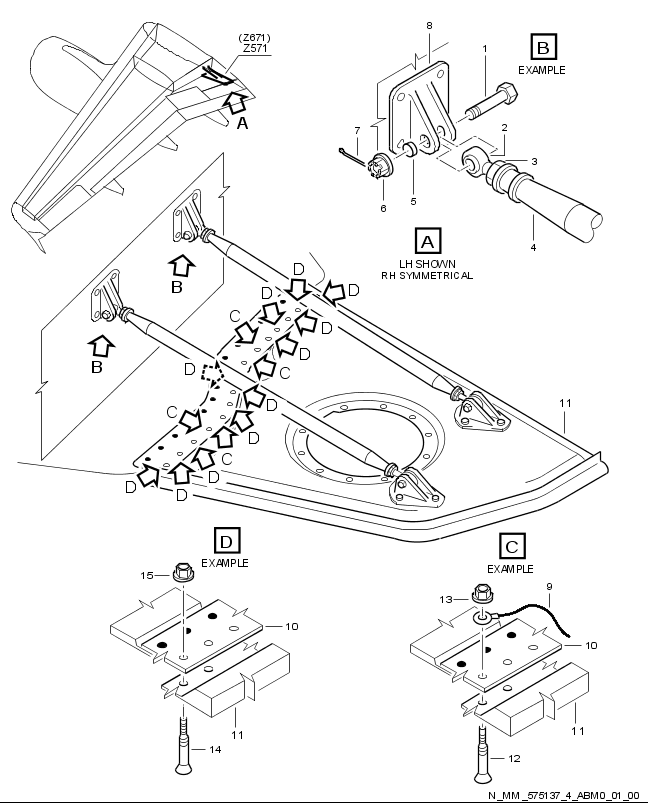 (Z671)
Z571
A
8
B
EXAMPLE
1
7
2
3
6
5
4
A
LH SHOWN
RH SYMMETRICAL
B
B
D
D
D
C
D
D
D
C
C
D
D
C
D
D
D
11
D
EXAMPLE
15
10
11
14
C
EXAMPLE
13
9
10
11
12
N_MM_575137_4_ABM0_01_00